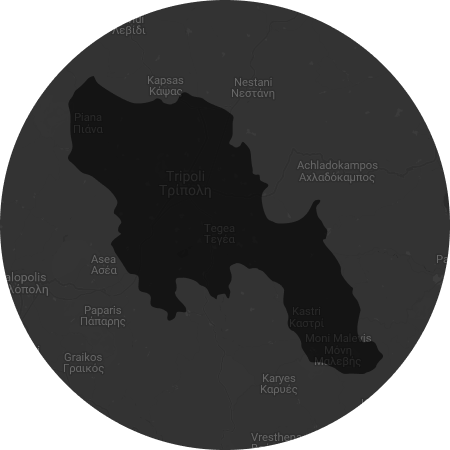 Λεβίδι
Kapsas
Κάψας
Nestani
Νεστάνη
Piana
Πιάνα
Achladokampos
Αχλαδόκαμπος
Tripoli
Τρίπολη
Tegea
Τεγέα
Asea
Ασέα
alopolis
λόπολη
Paparis
Πάπαρης
Kastri
Καστρί
Moni Malevis
Μονή
Μαλεβής
Graikos
Γραικός
Karyes
Καρυές
Vresthena